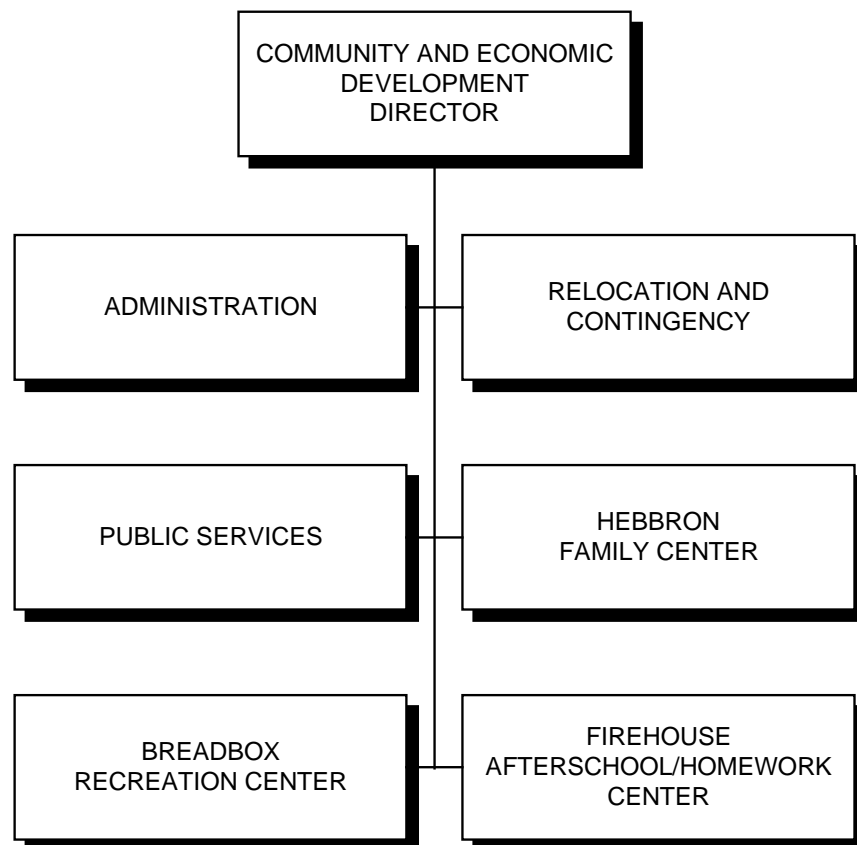 COMMUNITY AND ECONOMIC
DEVELOPMENT
DIRECTOR
ADMINISTRATION
RELOCATION AND
CONTINGENCY
PUBLIC SERVICES
HEBBRON
FAMILY CENTER
BREADBOX
RECREATION CENTER
FIREHOUSE
AFTERSCHOOL/HOMEWORK
CENTER